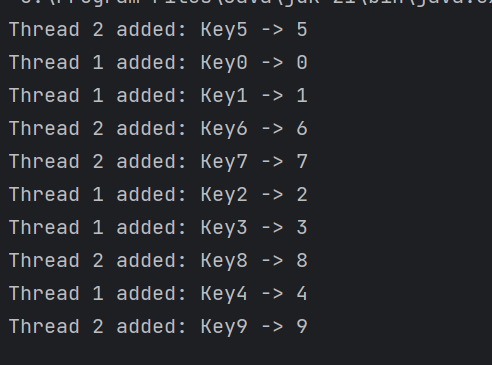 Thread 2 added: Key5 -> 5
Thread 1 added: Key0 -> 0
Thread 1 added: Key1 -> 1
Thread 2 added: Key6 -> 6
Thread 2 added: Key7 -> 7
Thread 1 added: Key2 -> 2
Thread 1 added: Key3 -> 3
Thread 2 added: Key8 -> 8
Thread 1 added: Key4 -> 4
Thread 2 added: Key9 -> 9